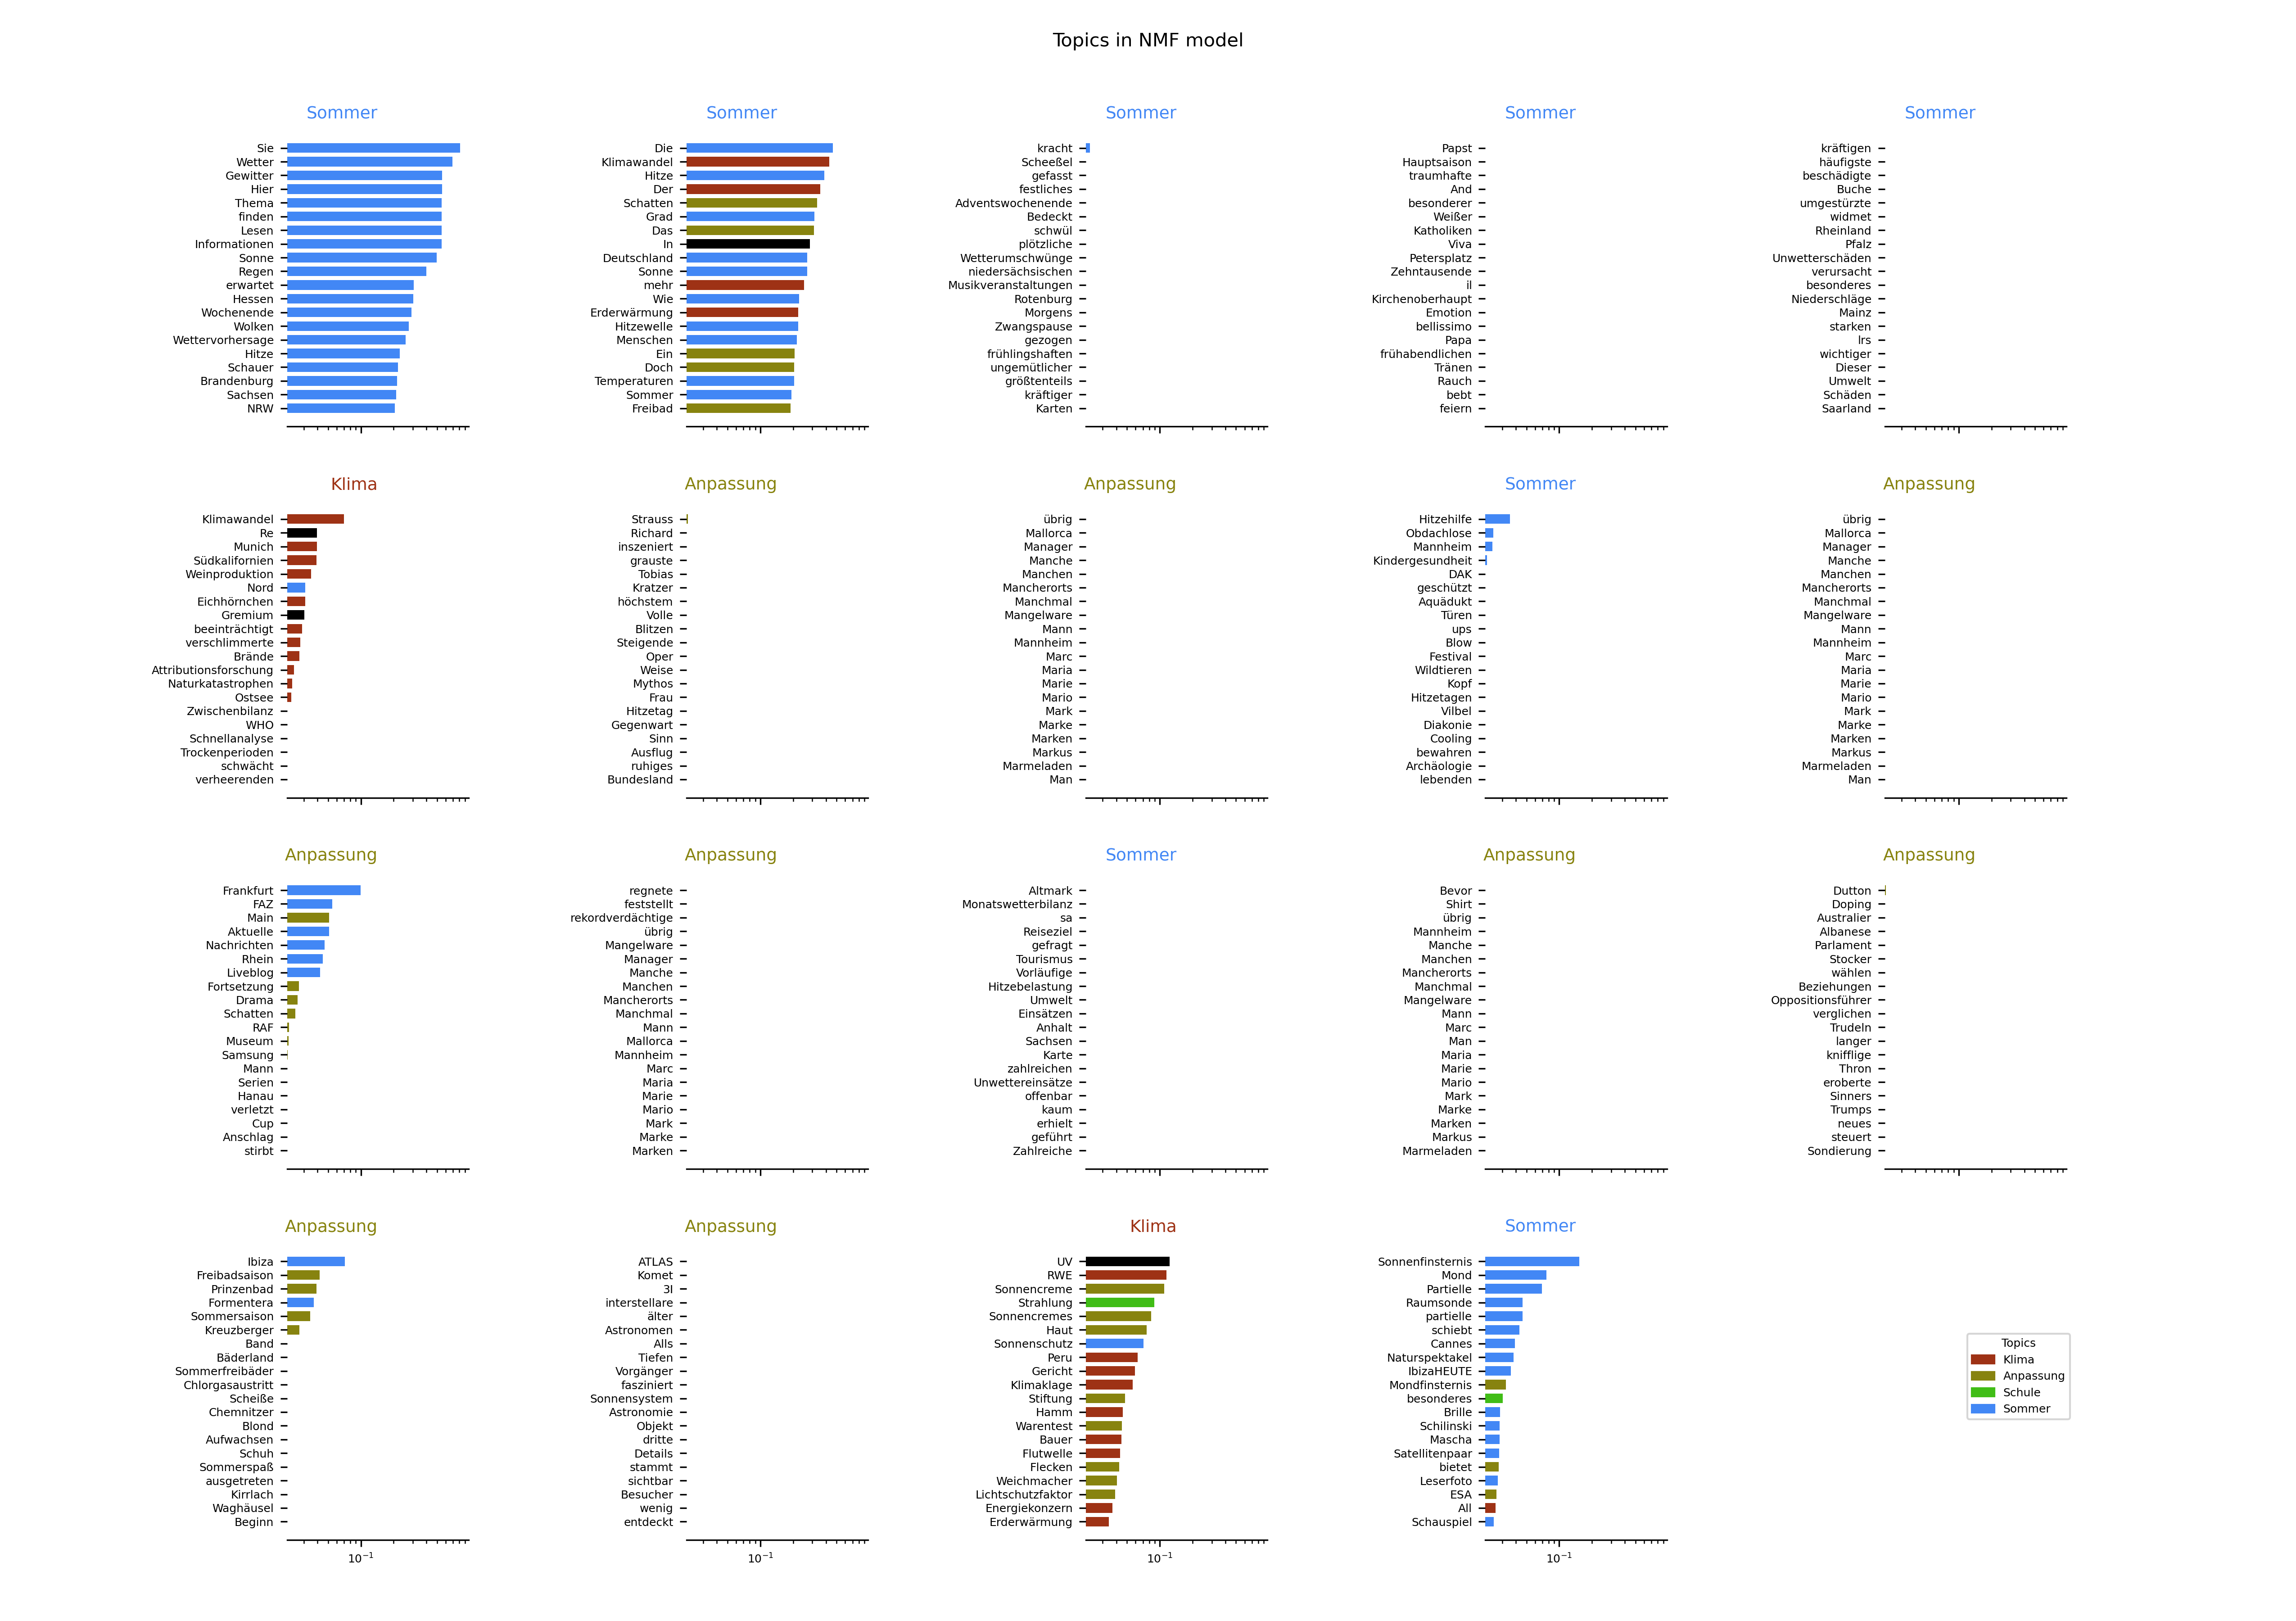 Topics in NMF model
Sommer
Sie
Wetter
Gewitter
Hier
Thema
finden
Lesen
Informationen
Sonne
Regen
erwartet
Hessen
Wochenende
Wolken
Wettervorhersage
Hitze
Schauer
Brandenburg
Sachsen
NRW
Sommer
Die
Klimawandel
Hitze
Der
Schatten
Grad
Das
In
Deutschland
Sonne
mehr
Wie
Erderwärmung
Hitzewelle
Menschen
Ein
Doch
Temperaturen
Sommer
Freibad
Sommer
kracht
Scheeßel
gefasst
festliches
Adventswochenende
Bedeckt
schwül
plötzliche
Wetterumschwünge
niedersächsischen
Musikveranstaltungen
Rotenburg
Morgens
Zwangspause
gezogen
frühlingshaften
ungemütlicher
größtenteils
kräftiger
Karten
Sommer
Papst
Hauptsaison
traumhafte
And
besonderer
Weißer
Katholiken
Viva
Petersplatz
Zehntausende
il
Kirchenoberhaupt
Emotion
bellissimo
Papa
frühabendlichen
Tränen
Rauch
bebt
feiern
Sommer
kräftigen
häufigste
beschädigte
Buche
umgestürzte
widmet
Rheinland
Pfalz
Unwetterschäden
verursacht
besonderes
Niederschläge
Mainz
starken
lrs
wichtiger
Dieser
Umwelt
Schäden
Saarland
Klima
Klimawandel
Re
Munich
Südkalifornien
Weinproduktion
Nord
Eichhörnchen
Gremium
beeinträchtigt
verschlimmerte
Brände
Attributionsforschung
Naturkatastrophen
Ostsee
Zwischenbilanz
WHO
Schnellanalyse
Trockenperioden
schwächt
verheerenden
Anpassung
Strauss
Richard
inszeniert
grauste
Tobias
Kratzer
höchstem
Volle
Blitzen
Steigende
Oper
Weise
Mythos
Frau
Hitzetag
Gegenwart
Sinn
Ausflug
ruhiges
Bundesland
Anpassung
übrig
Mallorca
Manager
Manche
Manchen
Mancherorts
Manchmal
Mangelware
Mann
Mannheim
Marc
Maria
Marie
Mario
Mark
Marke
Marken
Markus
Marmeladen
Man
Sommer
Hitzehilfe
Obdachlose
Mannheim
Kindergesundheit
DAK
geschützt
Aquädukt
Türen
ups
Blow
Festival
Wildtieren
Kopf
Hitzetagen
Vilbel
Diakonie
Cooling
bewahren
Archäologie
lebenden
Anpassung
übrig
Mallorca
Manager
Manche
Manchen
Mancherorts
Manchmal
Mangelware
Mann
Mannheim
Marc
Maria
Marie
Mario
Mark
Marke
Marken
Markus
Marmeladen
Man
Anpassung
Frankfurt
FAZ
Main
Aktuelle
Nachrichten
Rhein
Liveblog
Fortsetzung
Drama
Schatten
RAF
Museum
Samsung
Mann
Serien
Hanau
verletzt
Cup
Anschlag
stirbt
Anpassung
regnete
feststellt
rekordverdächtige
übrig
Mangelware
Manager
Manche
Manchen
Mancherorts
Manchmal
Mann
Mallorca
Mannheim
Marc
Maria
Marie
Mario
Mark
Marke
Marken
Sommer
Altmark
Monatswetterbilanz
sa
Reiseziel
gefragt
Tourismus
Vorläufige
Hitzebelastung
Umwelt
Einsätzen
Anhalt
Sachsen
Karte
zahlreichen
Unwettereinsätze
offenbar
kaum
erhielt
geführt
Zahlreiche
Anpassung
Bevor
Shirt
übrig
Mannheim
Manche
Manchen
Mancherorts
Manchmal
Mangelware
Mann
Marc
Man
Maria
Marie
Mario
Mark
Marke
Marken
Markus
Marmeladen
Anpassung
Dutton
Doping
Australier
Albanese
Parlament
Stocker
wählen
Beziehungen
Oppositionsführer
verglichen
Trudeln
langer
knifflige
Thron
eroberte
Sinners
Trumps
neues
steuert
Sondierung
Anpassung
Ibiza
Freibadsaison
Prinzenbad
Formentera
Sommersaison
Kreuzberger
Band
Bäderland
Sommerfreibäder
Chlorgasaustritt
Scheiße
Chemnitzer
Blond
Aufwachsen
Schuh
Sommerspaß
ausgetreten
Kirrlach
Waghäusel
Beginn
10⁻¹
Anpassung
ATLAS
Komet
3I
interstellare
älter
Astronomen
Alls
Tiefen
Vorgänger
fasziniert
Sonnensystem
Astronomie
Objekt
dritte
Details
stammt
sichtbar
Besucher
wenig
entdeckt
10⁻¹
Klima
UV
RWE
Sonnencreme
Strahlung
Sonnencremes
Haut
Sonnenschutz
Peru
Gericht
Klimaklage
Stiftung
Hamm
Warentest
Bauer
Flutwelle
Flecken
Weichmacher
Lichtschutzfaktor
Energiekonzern
Erderwärmung
10⁻¹
Sommer
Sonnenfinsternis
Mond
Partielle
Raumsonde
partielle
schiebt
Cannes
Naturspektakel
IbizaHEUTE
Mondfinsternis
besonderes
Brille
Schilinski
Mascha
Satellitenpaar
bietet
Leserfoto
ESA
All
Schauspiel
10⁻¹
Topics
Klima
Anpassung
Schule
Sommer